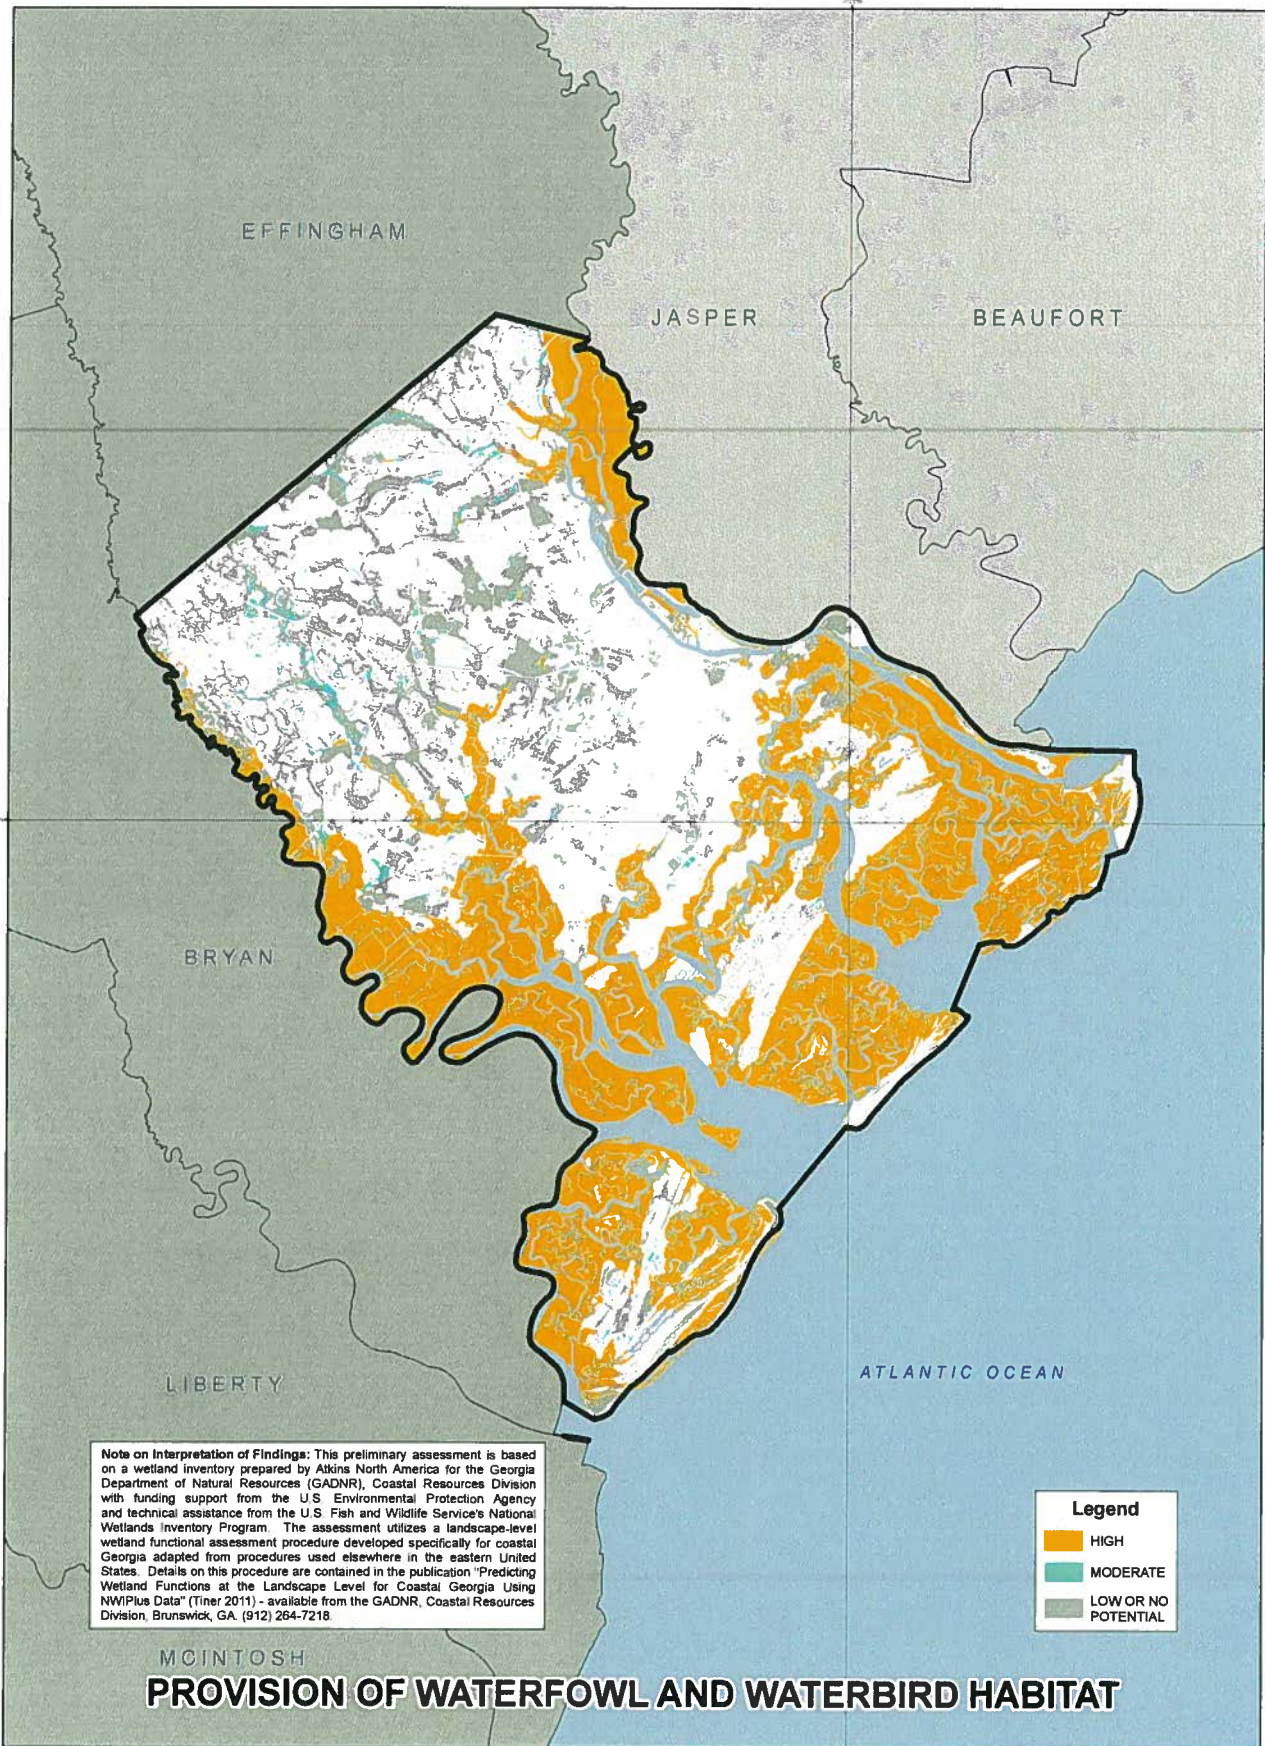 EFFINGHAM
JASPER
BEAUFORT
BRYAN
ATLANTIC OCEAN
LIBERTY
Note on Interpretation of Findings: This preliminary assessment is based
on a wetland inventory prepared by Atkins North America for the Georgia
Department of Natural Resources (GADNR), Coastal Resources Division
with funding support from the U.S. Environmental Protection Agency
and technical assistance from the U.S. Fish and Wildlife Service's National
Wetlands Inventory Program. The assessment utilizes a landscape-level
wetland functional assessment procedure developed specifically for coastal
Georgia adapted from procedures used elsewhere in the eastern United
States. Details on this procedure are contained in the publication "Predicting
Wetland Functions at the Landscape Level for Coastal Georgia Using
NWIPlus Data" (Tiner 2011) - available from the GADNR, Coastal Resources
Division, Brunswick, GA. (912) 264-7218.
Legend
HIGH
MODERATE
LOW OR NO
POTENTIAL
MCINTOSH
PROVISION OF WATERFOWL AND WATERBIRD HABITAT